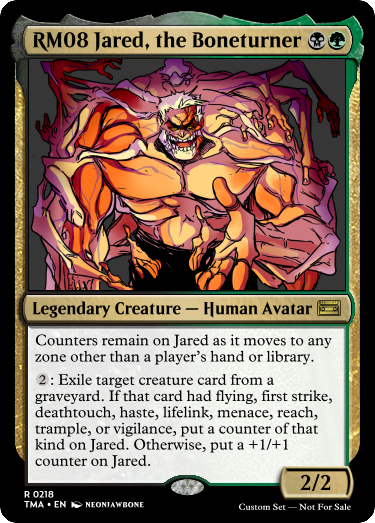 RM08 Jared, the Boneturner
Legendary Creature — Human Avatar
Counters remain on Jared as it moves to any
zone other than a player's hand or library.
2: Exile target creature card from a
graveyard. If that card had flying, first strike,
deathtouch, haste, lifelink, menace, reach,
trample, or vigilance, put a counter of that
kind on Jared. Otherwise, put a +1/+1
counter on Jared.
2/2
R 0218
TMA • EN NEONJAWBONE
Custom Set — Not For Sale